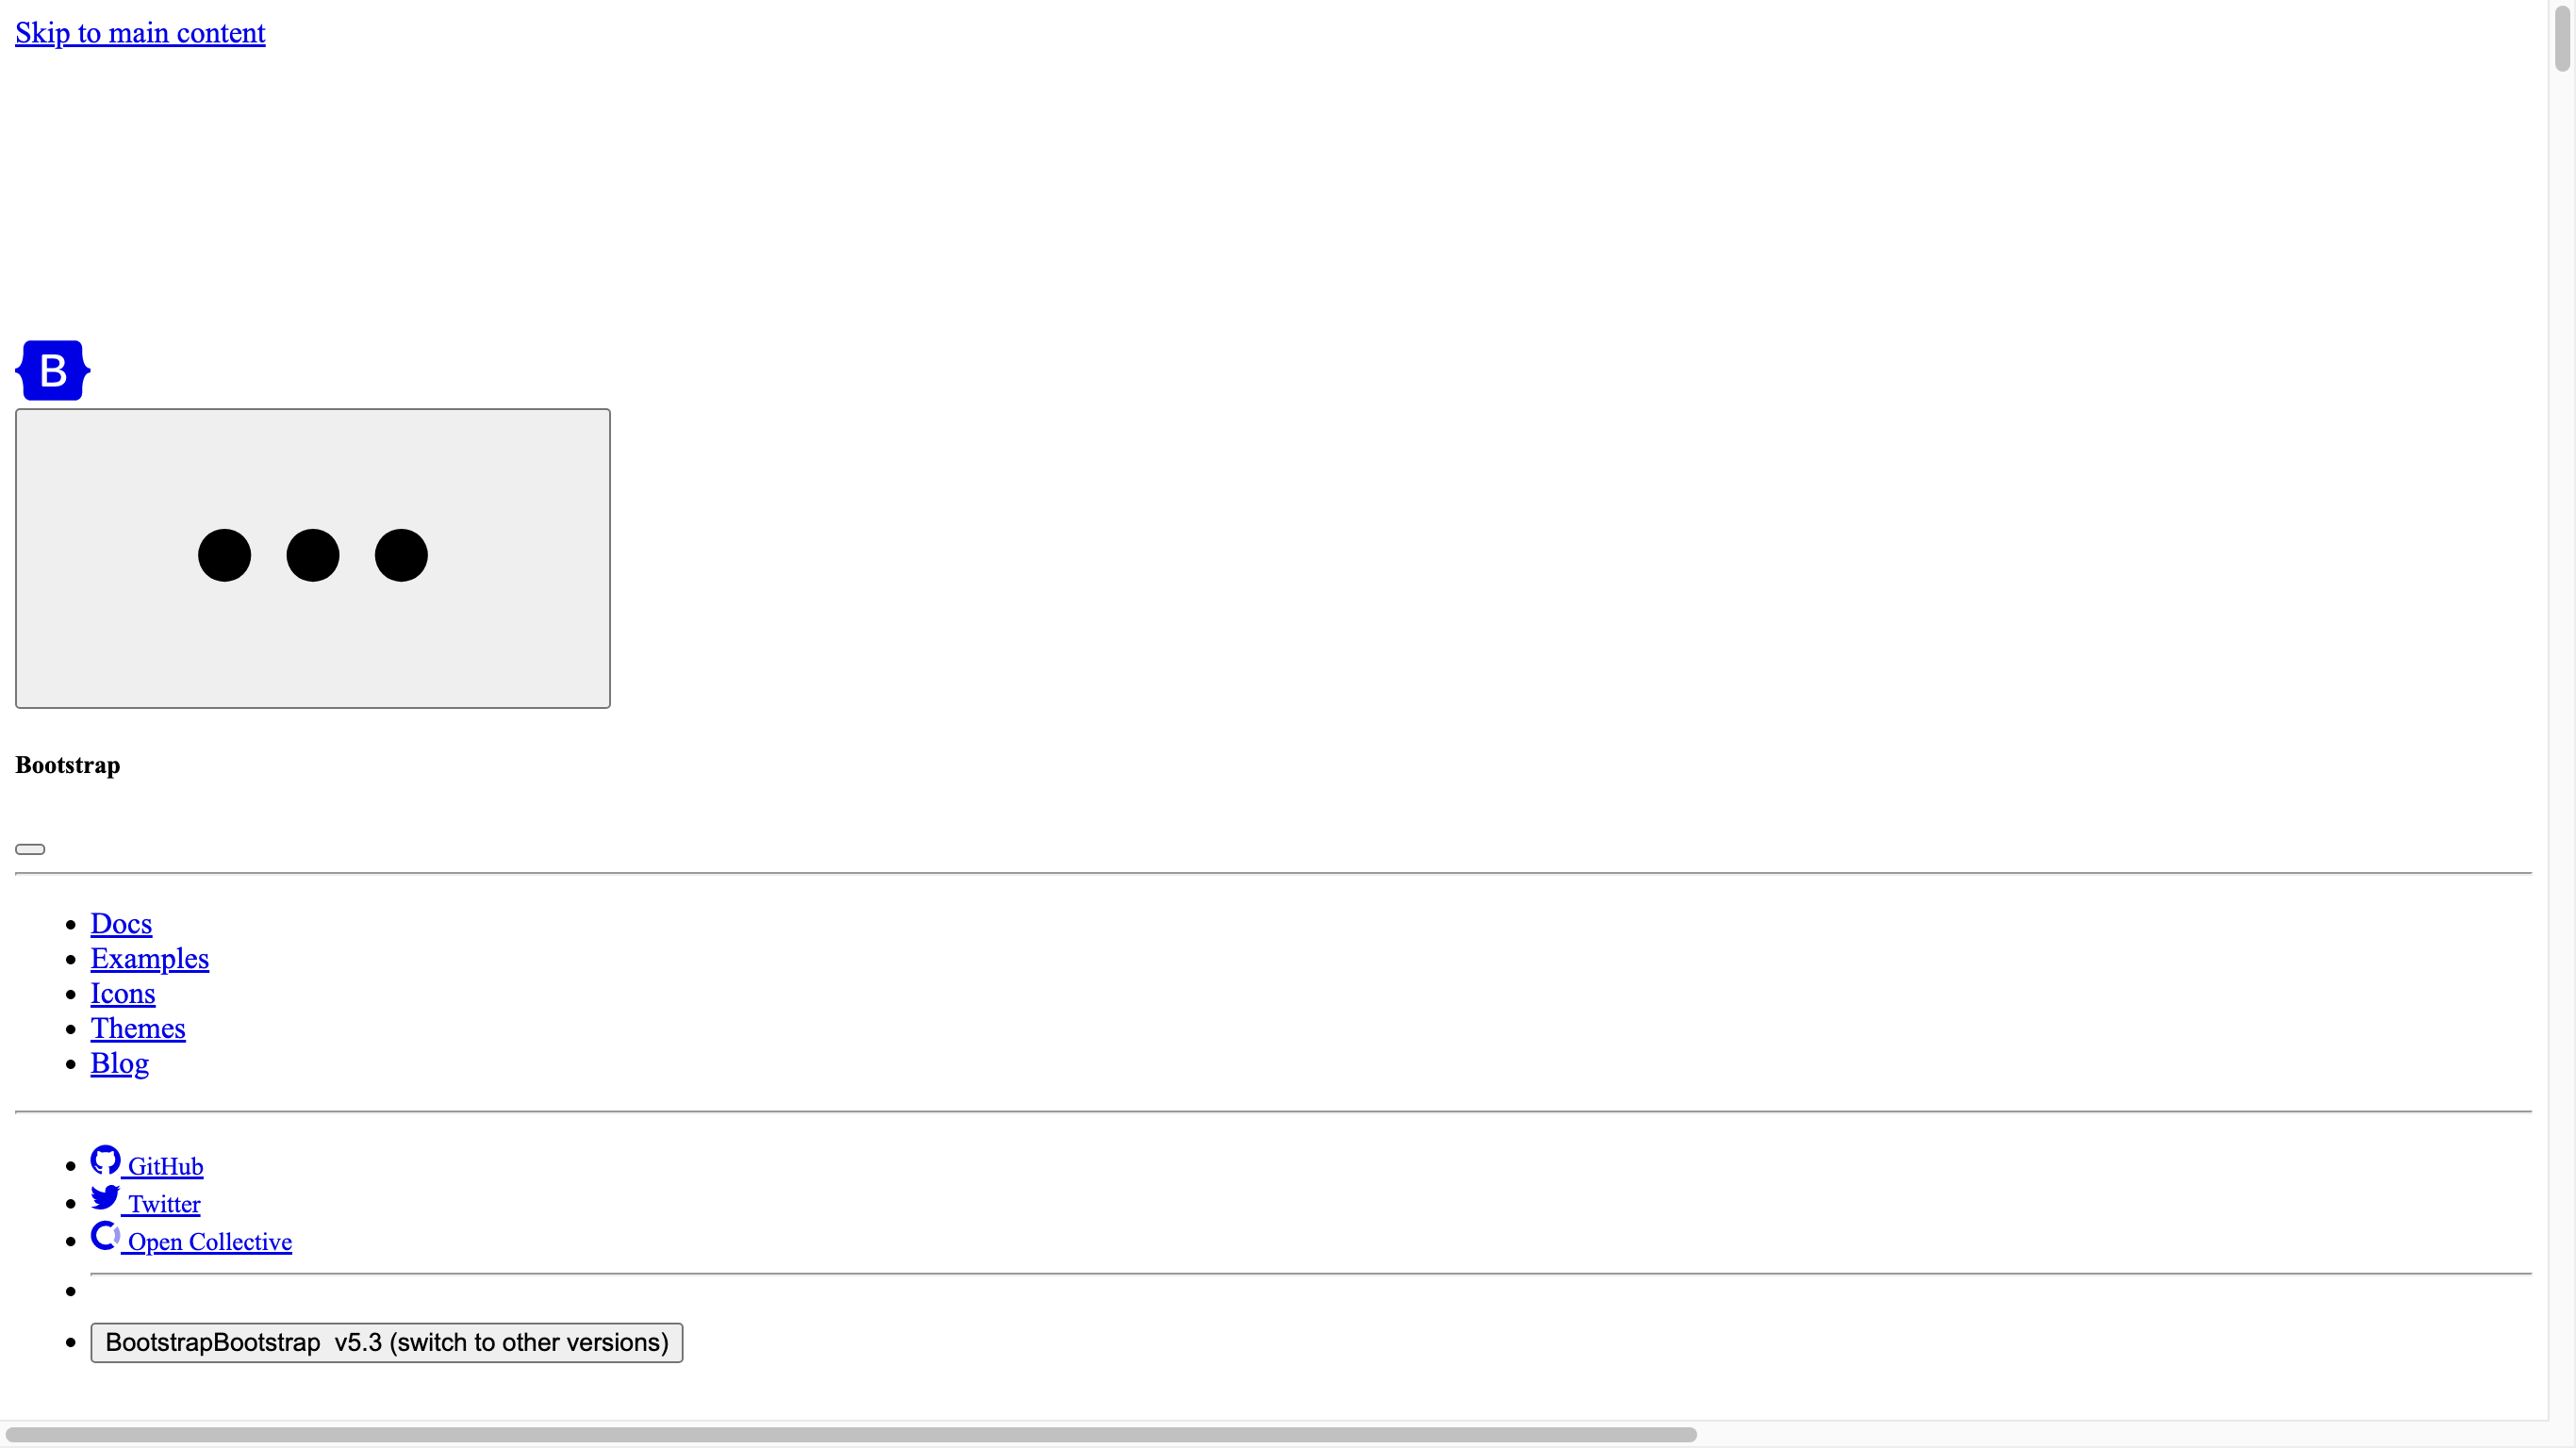 Skip to main content
B
Bootstrap
Docs
Examples
Icons
Themes
Blog
GitHub
Twitter
Open Collective
BootstrapBootstrap  v5.3 (switch to other versions)